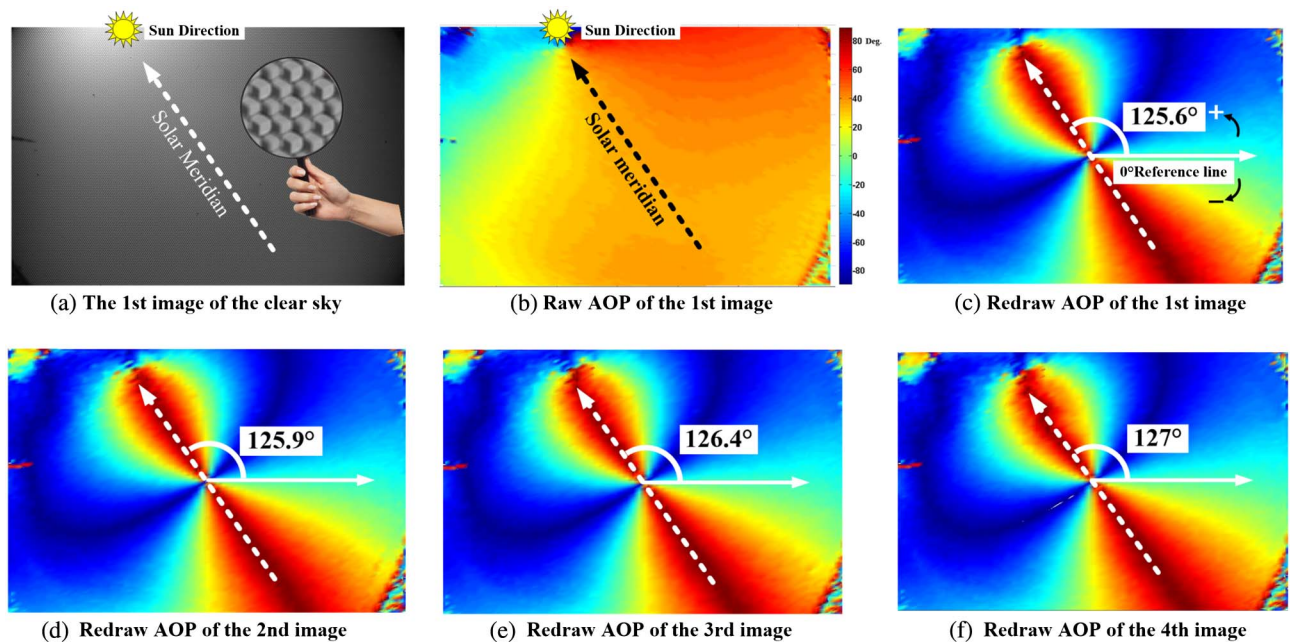 Sun Direction
Solar Meridian
(a) The 1st image of the clear sky
Sun Direction
Solar meridian
80 Deg.
60
40
20
0
-20
-40
-60
-80
(b) Raw AOP of the 1st image
125.6°
+
0°Reference line
−
(c) Redraw AOP of the 1st image
125.9°
(d) Redraw AOP of the 2nd image
126.4°
(e) Redraw AOP of the 3rd image
127°
(f) Redraw AOP of the 4th image